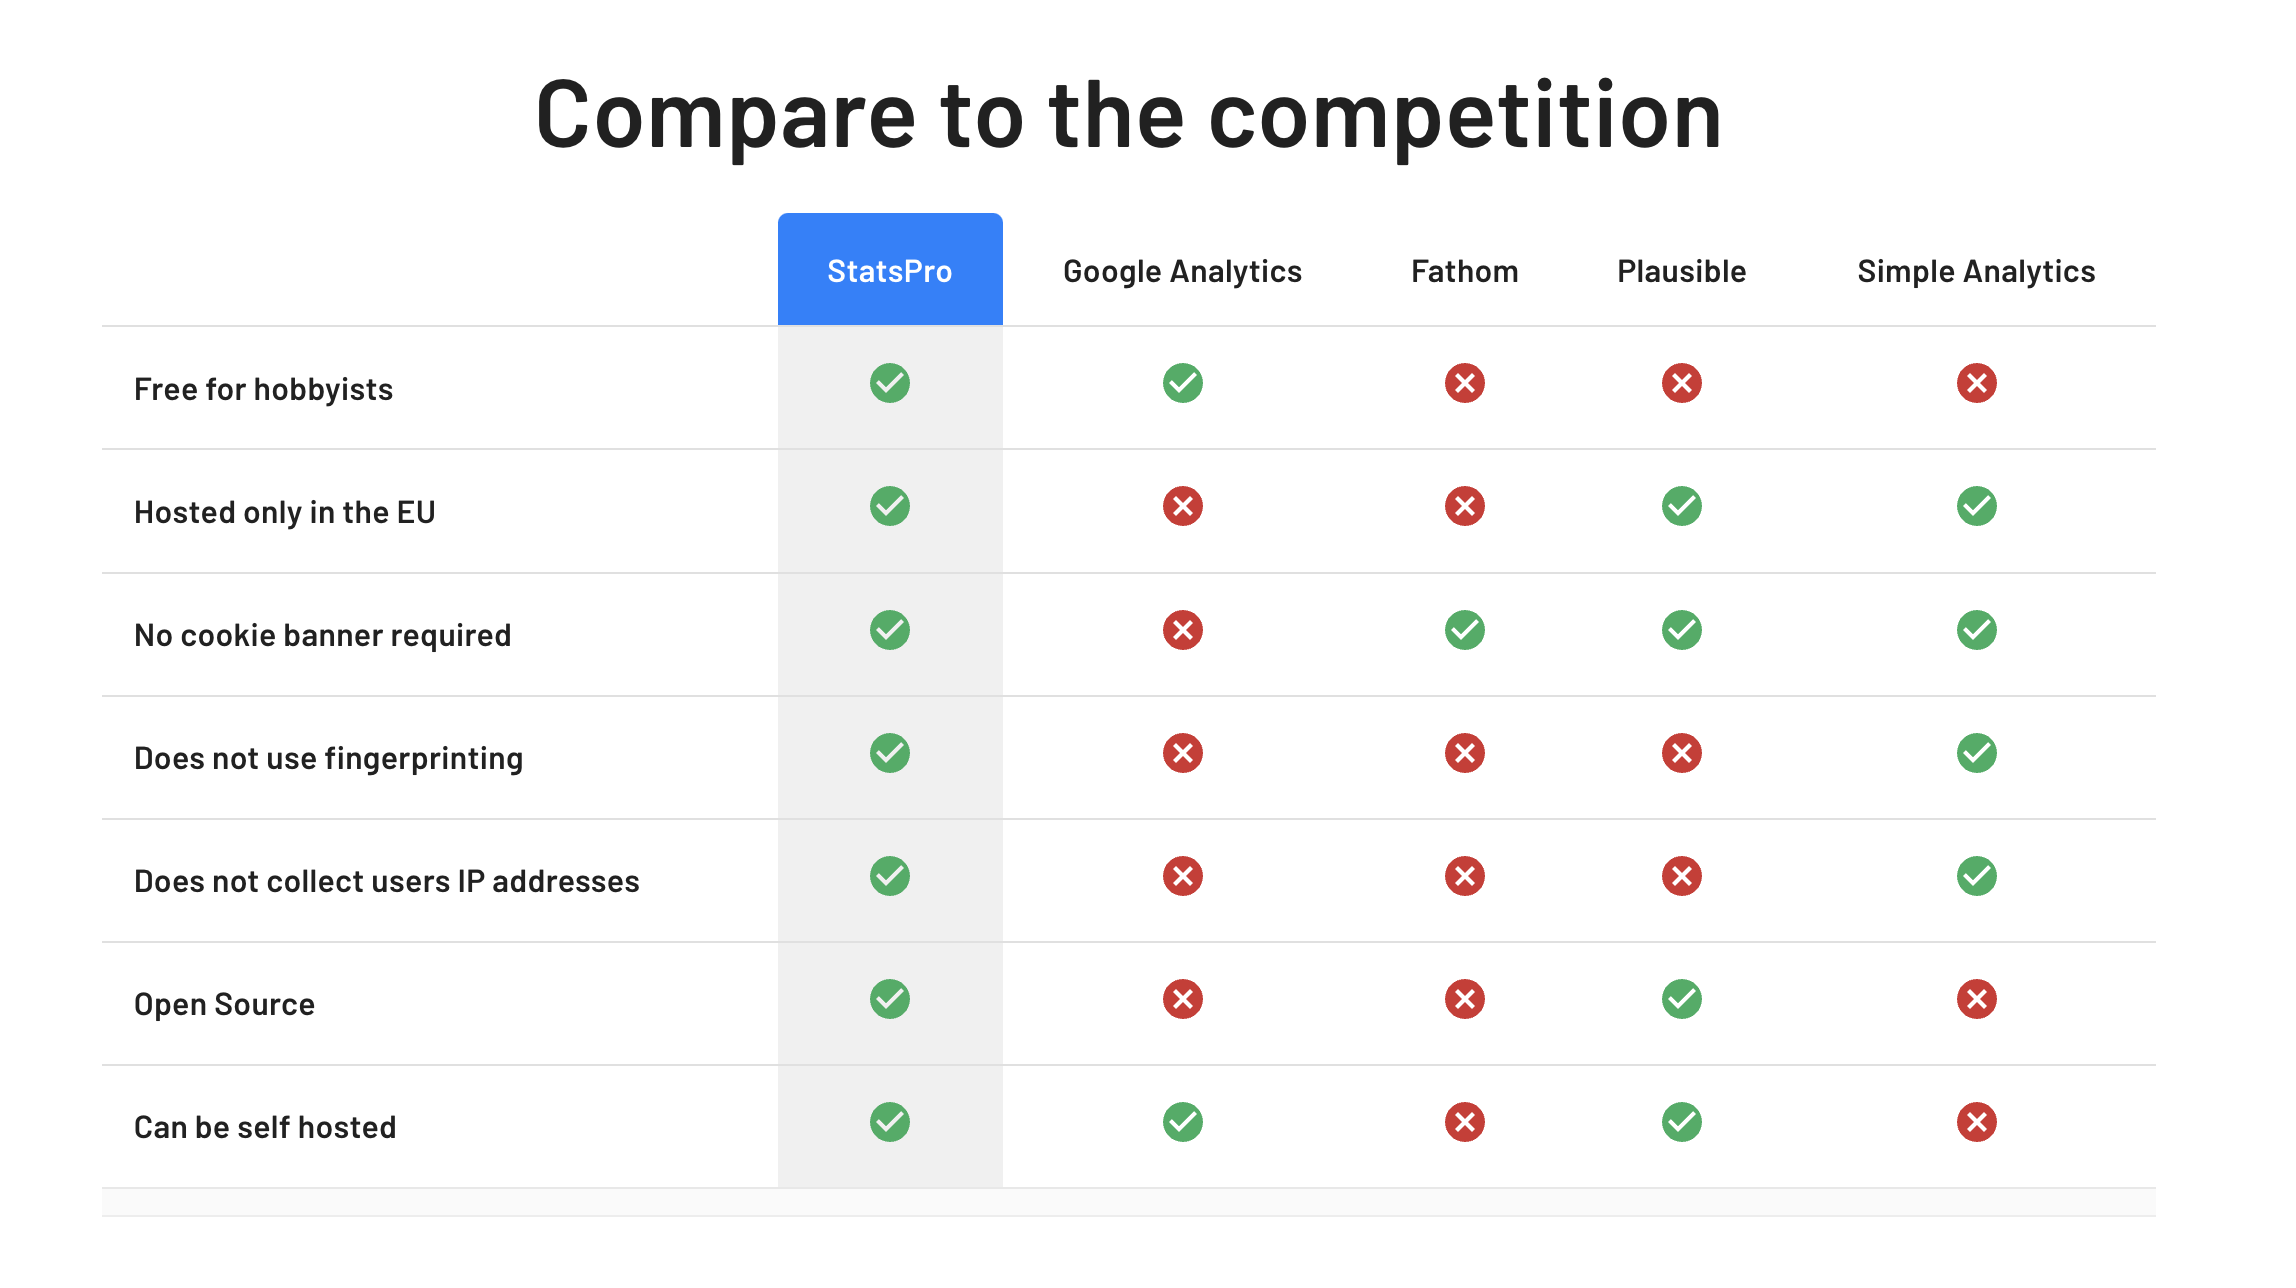 Compare to the competition
StatsPro Google Analytics Fathom Plausible Simple Analytics
Free for hobbyists
Hosted only in the EU
No cookie banner required
Does not use fingerprinting
Does not collect users IP addresses
Open Source
Can be self hosted